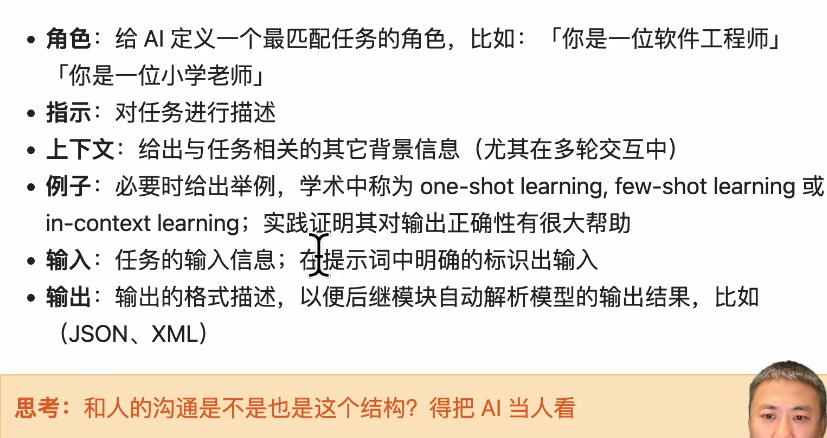 • 角色：给 AI 定义一个最匹配任务的角色，比如：「你是一位软件工程师」
「你是一位小学老师」
• 指示：对任务进行描述
• 上下文：给出与任务相关的其它背景信息（尤其在多轮交互中）
• 例子：必要时给出举例，学术中称为 one-shot learning, few-shot learning 或
in-context learning；实践证明其对输出正确性有很大帮助
• 输入：任务的输入信息；在提示词中明确的标识出输入
• 输出：输出的格式描述，以便后继模块自动解析模型的输出结果，比如
（JSON、XML）
思考：和人的沟通是不是也是这个结构？得把 AI 当人看